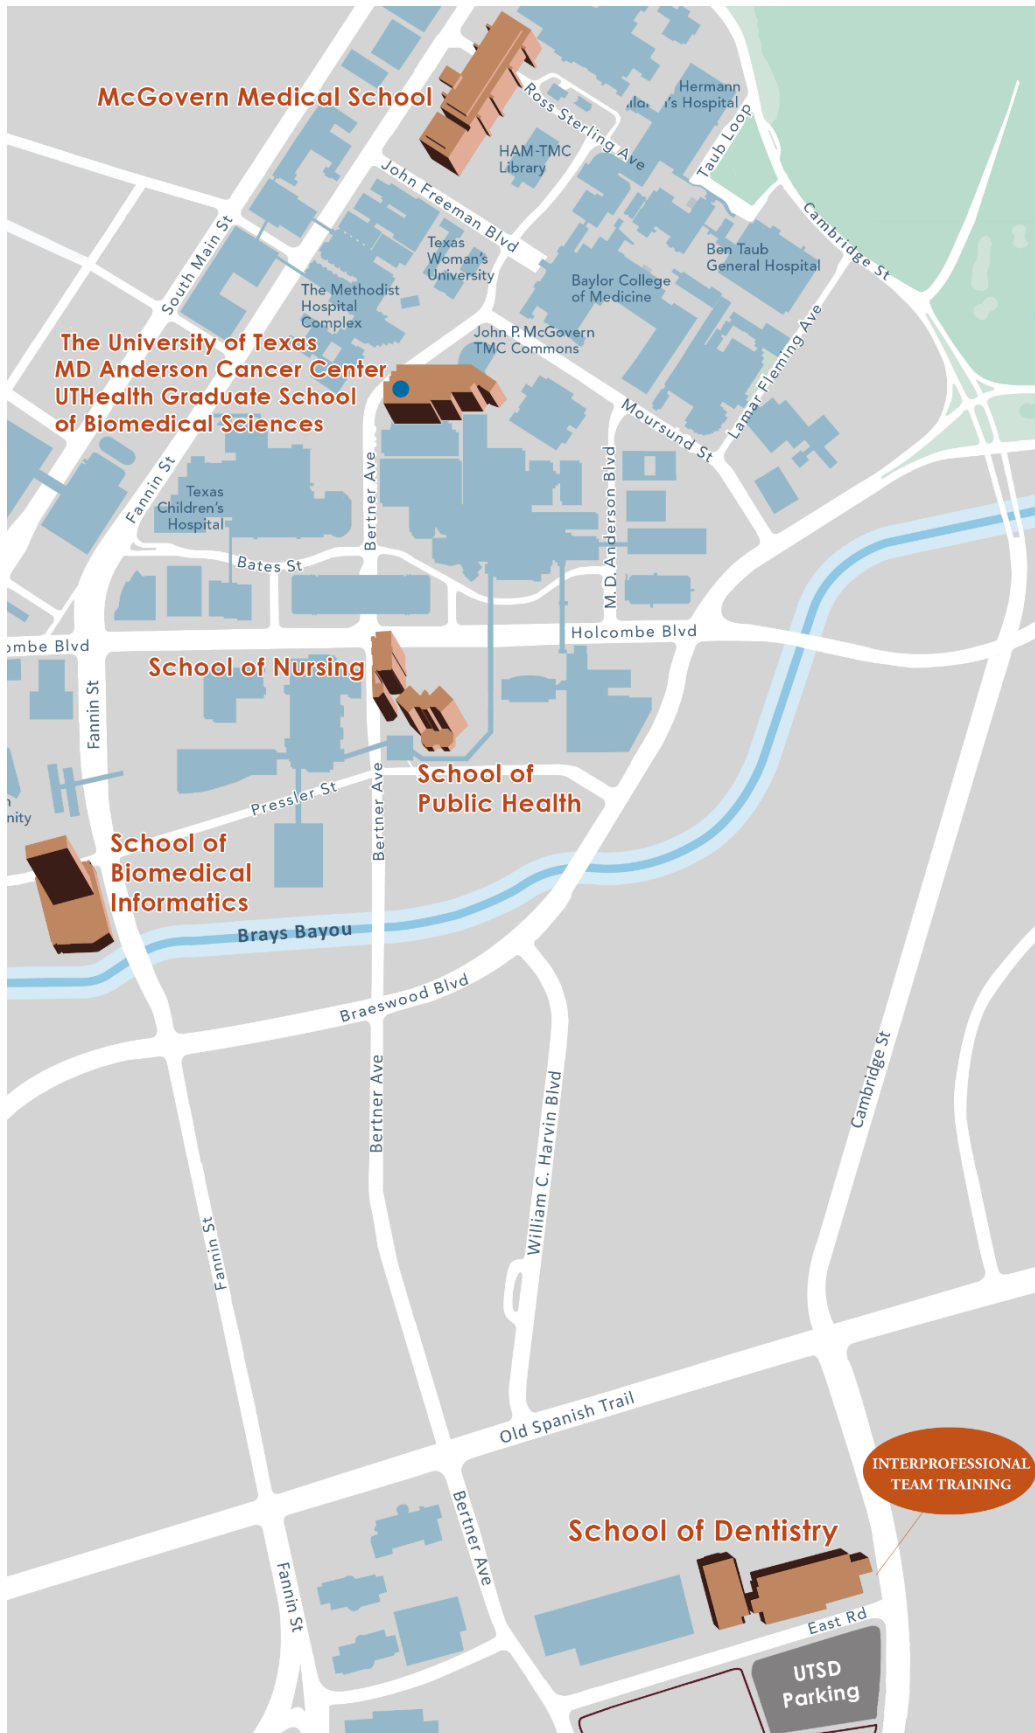 McGovern Medical School
Hermann
Children's Hospital
Ross Sterling Ave
HAM-TMC
Library
Taub Loop
John Freeman Blvd
Cambridge St
South Main St
Texas
Woman's
University
Ben Taub
General Hospital
Baylor College
of Medicine
The Methodist
Hospital
Complex
John P. McGovern
TMC Commons
Lamar Fleming Ave
The University of Texas
MD Anderson Cancer Center
UTHealth Graduate School
of Biomedical Sciences
Moursund St
Fannin St
Bertner Ave
M. D. Anderson Blvd
Texas
Children's
Hospital
Bates St
Holcombe Blvd
ombe Blvd
School of Nursing
Fannin St
School of
Public Health
Pressler St
Bertner Ave
nity
School of
Biomedical
Informatics
Brays Bayou
Braeswood Blvd
Bertner Ave
William C. Harvin Blvd
Cambridge St
Fannin St
Old Spanish Trail
INTERPROFESSIONAL
TEAM TRAINING
Bertner Ave
School of Dentistry
Fannin St
East Rd
UTSD
Parking